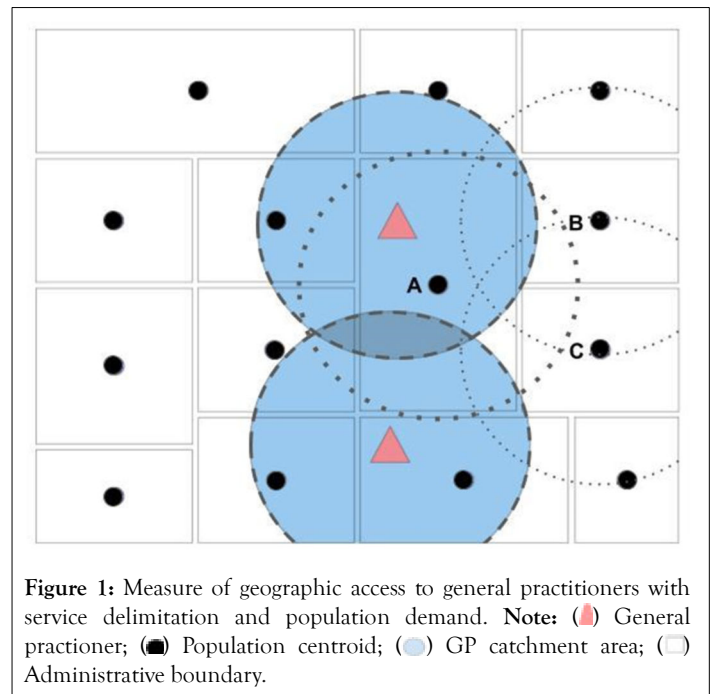 B
A
C
Figure 1: Measure of geographic access to general practitioners with
service delimitation and population demand. Note: ( ) General
practioner; ( ) Population centroid; ( ) GP catchment area; ( )
Administrative boundary.